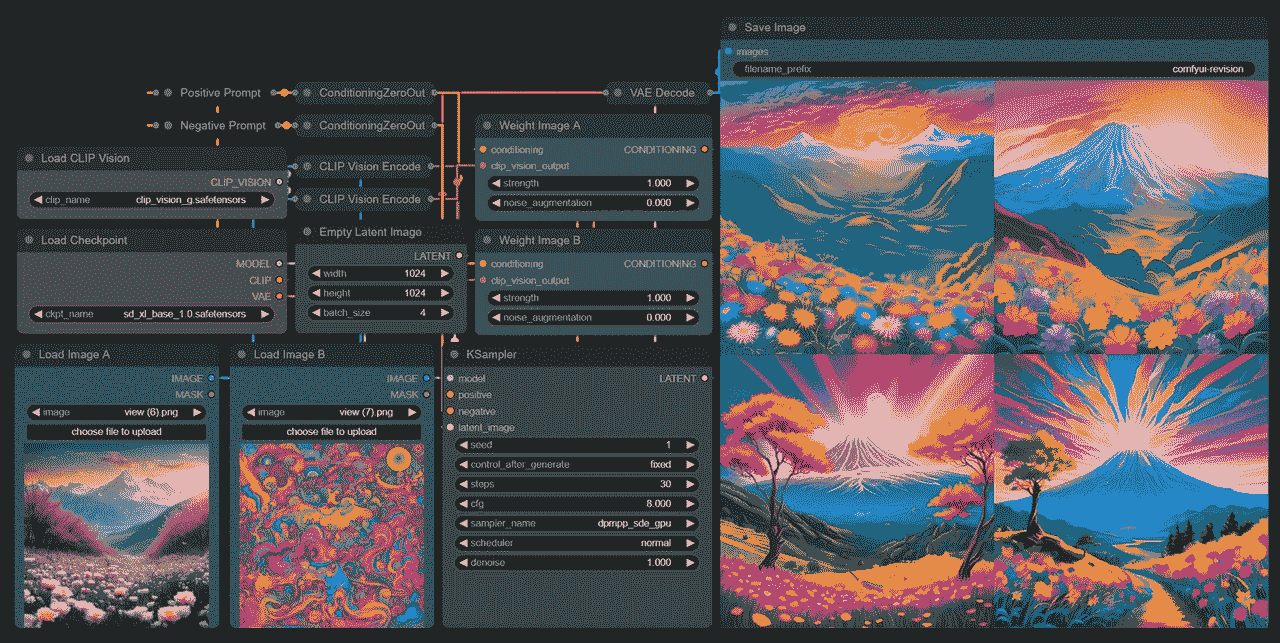 Save Image
images
filename_prefix comfyui-revision
Positive Prompt ConditioningZeroOut VAE Decode
Negative Prompt ConditioningZeroOut
Weight Image A
conditioning CONDITIONING
clip_vision_output
strength 1.000
noise_augmentation 0.000
Load CLIP Vision
CLIP_VISION
clip_name clip_vision_g.safetensors
CLIP Vision Encode
CLIP Vision Encode
Load Checkpoint
MODEL
CLIP
VAE
ckpt_name sd_xl_base_1.0.safetensors
Empty Latent Image
LATENT
width 1024
height 1024
batch_size 4
Weight Image B
conditioning CONDITIONING
clip_vision_output
strength 1.000
noise_augmentation 0.000
Load Image A
IMAGE
MASK
image view (6).png
choose file to upload
Load Image B
IMAGE
MASK
image view (7).png
choose file to upload
KSampler
model LATENT
positive
negative
latent_image
seed 1
control_after_generate fixed
steps 30
cfg 8.000
sampler_name dpmpp_sde_gpu
scheduler normal
denoise 1.000